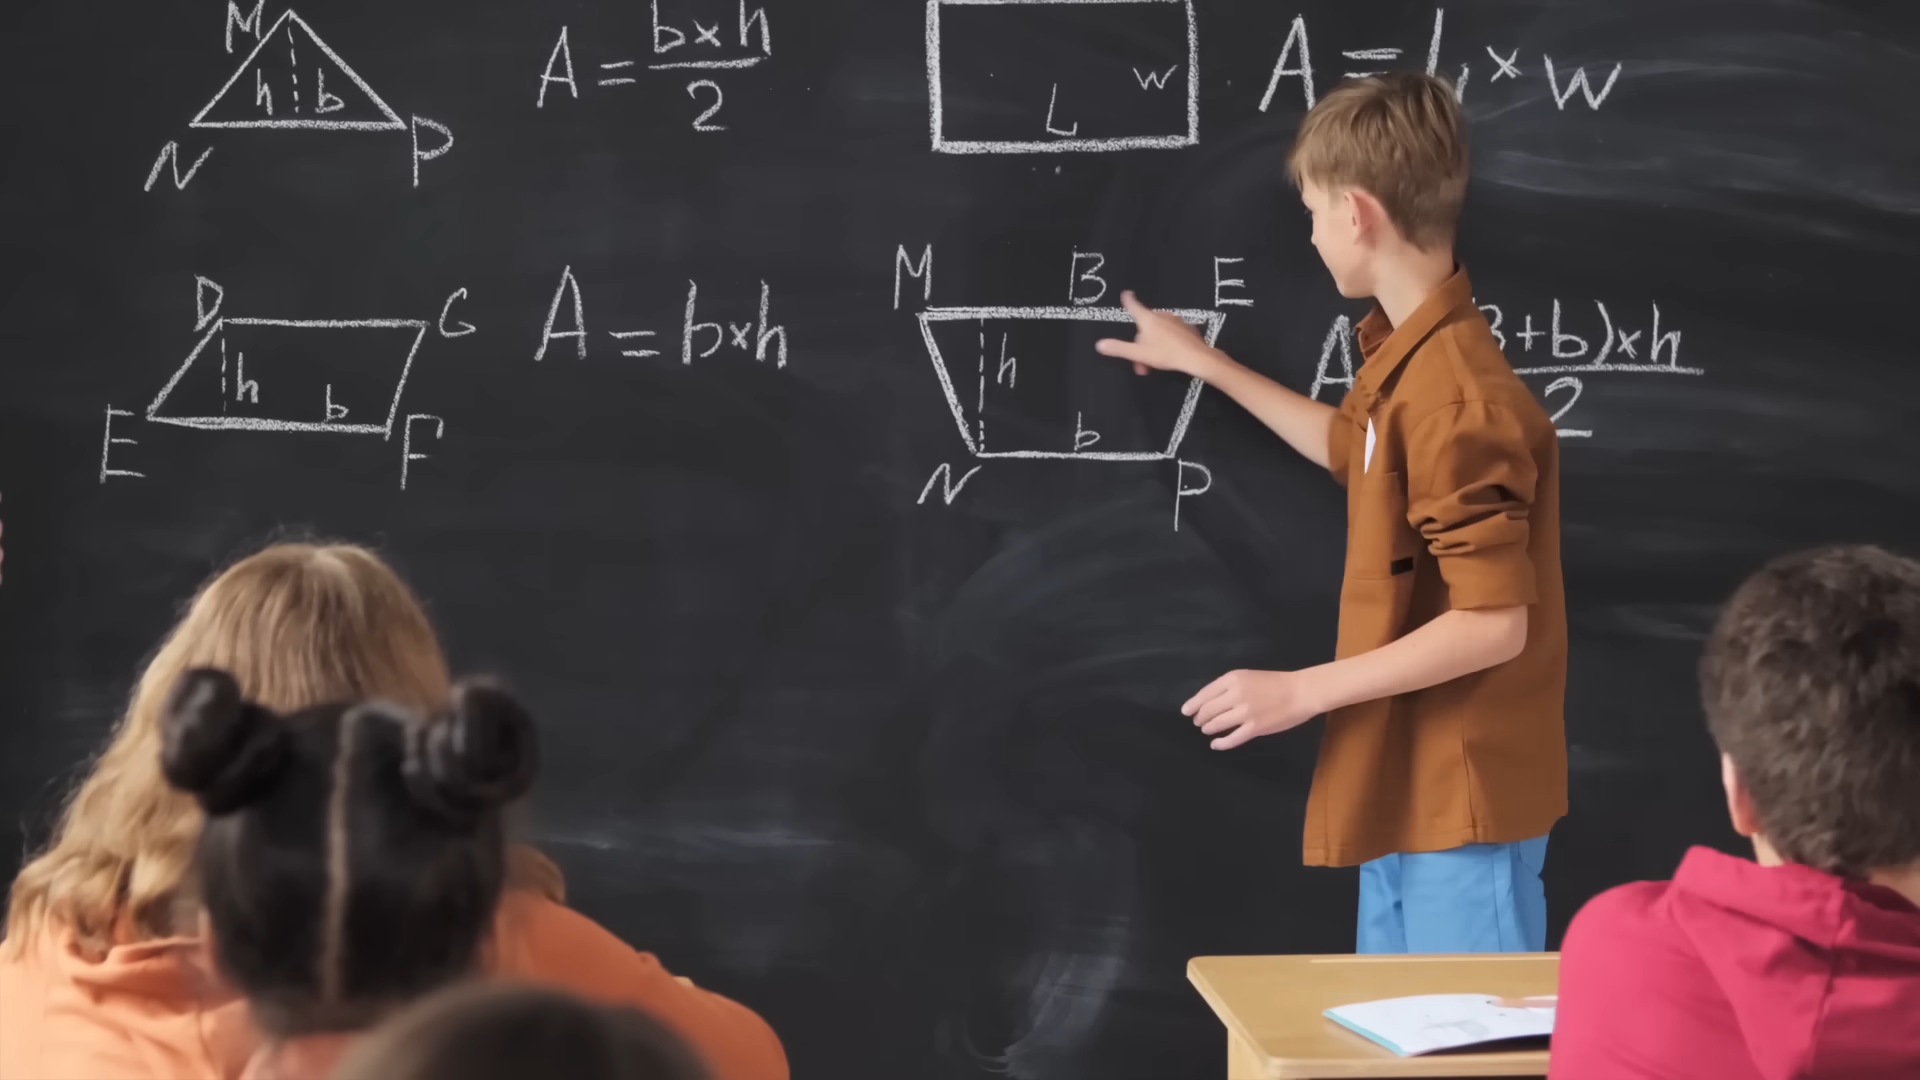 M
h b
N P
A = b×h
2
L w
A = L × w
D G
h b
E F
A = b×h
M B E
h
b
N P
A
B+b)×h
2